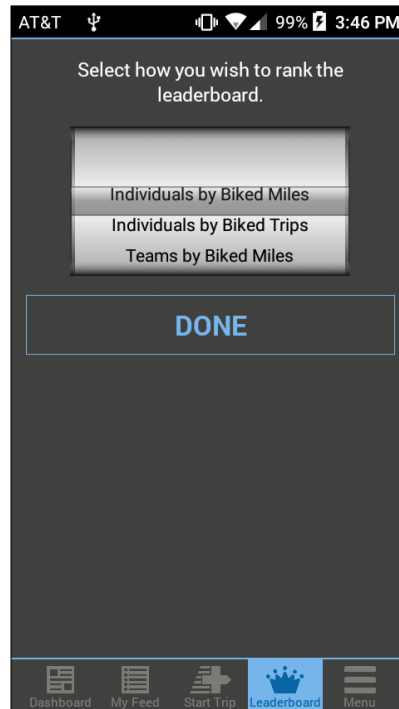 AT&T 99% 3:46 PM
Select how you wish to rank the
leaderboard.
Individuals by Biked Miles
Individuals by Biked Trips
Teams by Biked Miles
DONE
Dashboard My Feed Start Trip Leaderboard Menu